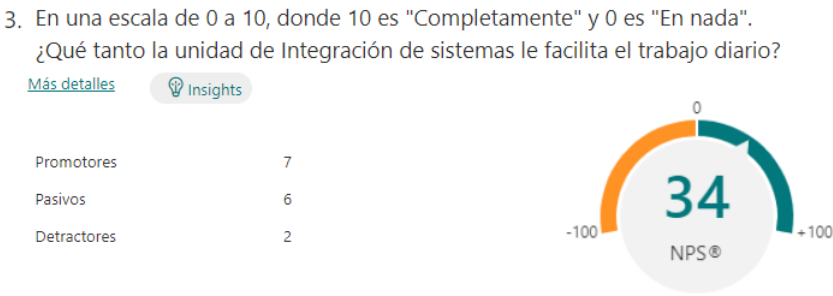 3. En una escala de 0 a 10, donde 10 es "Completamente" y 0 es "En nada".
¿Qué tanto la unidad de Integración de sistemas le facilita el trabajo diario?
Más detalles
Insights
Promotores 7
Pasivos 6
Detractores 2
0
34
-100
+100
NPS®